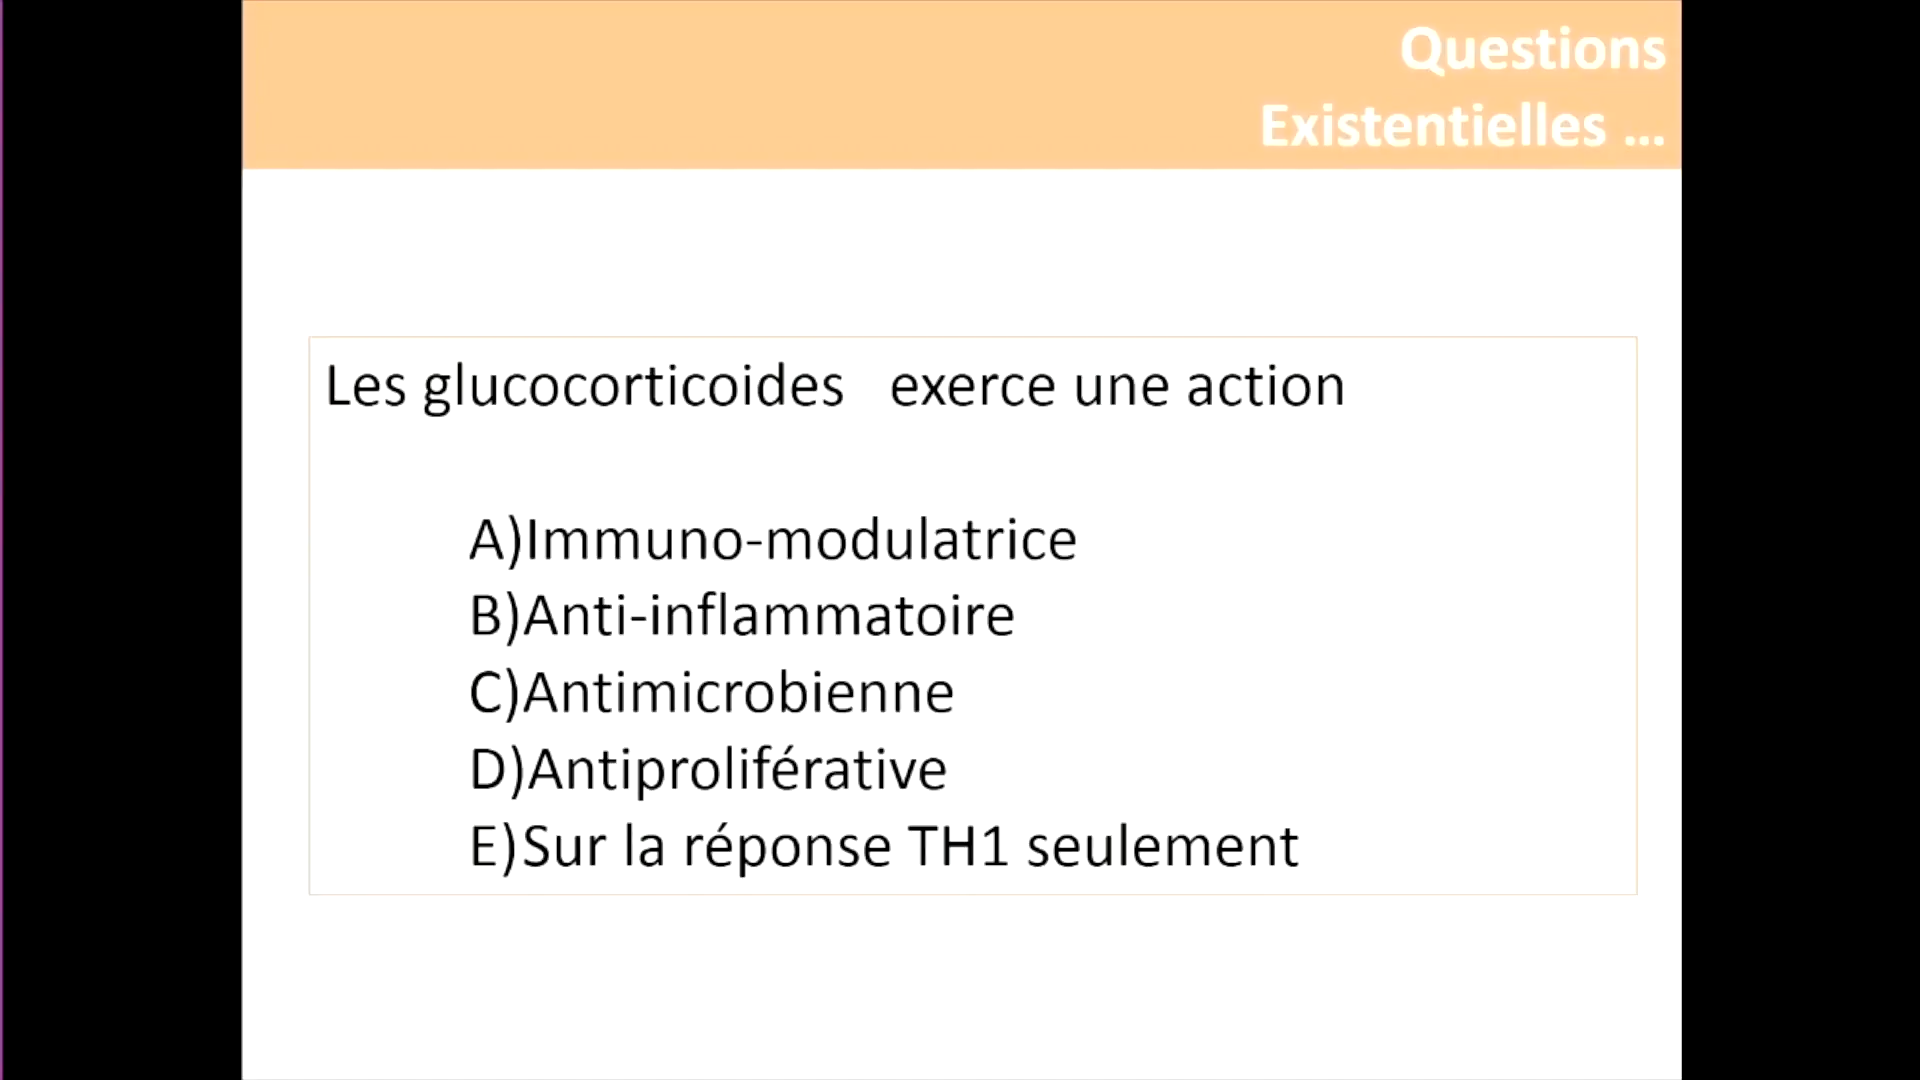 Questions
Existentielles ...
Les glucocorticoides   exerce une action
A)Immuno-modulatrice
B)Anti-inflammatoire
C)Antimicrobienne
D)Antiproliférative
E)Sur la réponse TH1 seulement